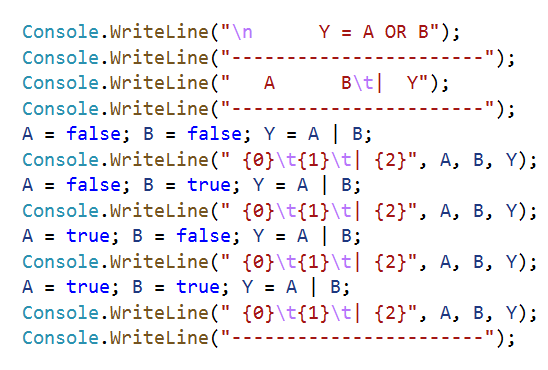 Console.WriteLine("\n      Y = A OR B");
Console.WriteLine("-----------------------");
Console.WriteLine("   A      B\t|  Y");
Console.WriteLine("-----------------------");
A = false; B = false; Y = A | B;
Console.WriteLine(" {0}\t{1}\t| {2}", A, B, Y);
A = false; B = true; Y = A | B;
Console.WriteLine(" {0}\t{1}\t| {2}", A, B, Y);
A = true; B = false; Y = A | B;
Console.WriteLine(" {0}\t{1}\t| {2}", A, B, Y);
A = true; B = true; Y = A | B;
Console.WriteLine(" {0}\t{1}\t| {2}", A, B, Y);
Console.WriteLine("-----------------------");